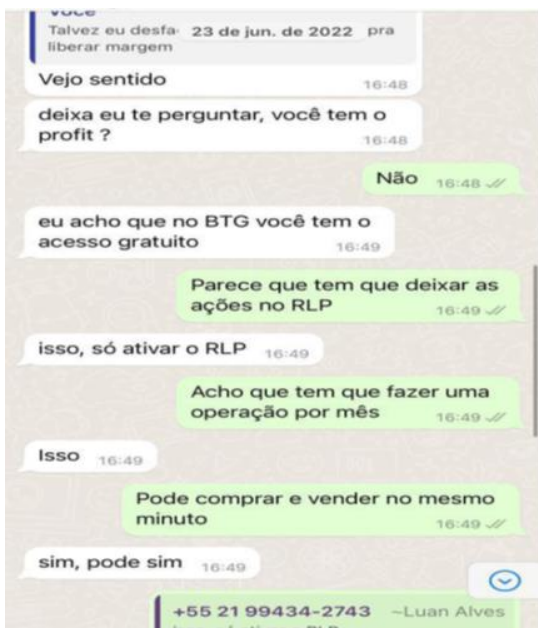 Você
Talvez eu desfa 23 de jun. de 2022 pra
liberar margem
Vejo sentido
16:48
deixa eu te perguntar, você tem o
profit ?
16:48
Não 16:48
eu acho que no BTG você tem o
acesso gratuito
16:49
Parece que tem que deixar as
ações no RLP
16:49
isso, só ativar o RLP 16:49
Acho que tem que fazer uma
operação por mês
16:49
Isso 16:49
Pode comprar e vender no mesmo
minuto
16:49
sim, pode sim 16:49
+55 21 99434-2743 ~Luan Alves